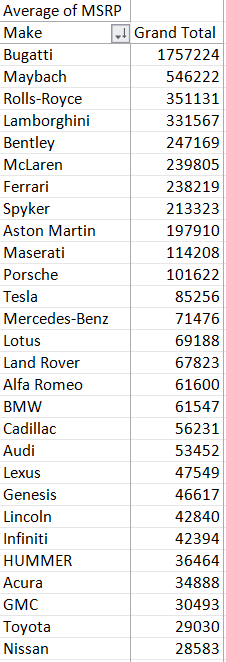 Average of MSRP
Make Grand Total
Bugatti 1757224
Maybach 546222
Rolls-Royce 351131
Lamborghini 331567
Bentley 247169
McLaren 239805
Ferrari 238219
Spyker 213323
Aston Martin 197910
Maserati 114208
Porsche 101622
Tesla 85256
Mercedes-Benz 71476
Lotus 69188
Land Rover 67823
Alfa Romeo 61600
BMW 61547
Cadillac 56231
Audi 53452
Lexus 47549
Genesis 46617
Lincoln 42840
Infiniti 42394
HUMMER 36464
Acura 34888
GMC 30493
Toyota 29030
Nissan 28583